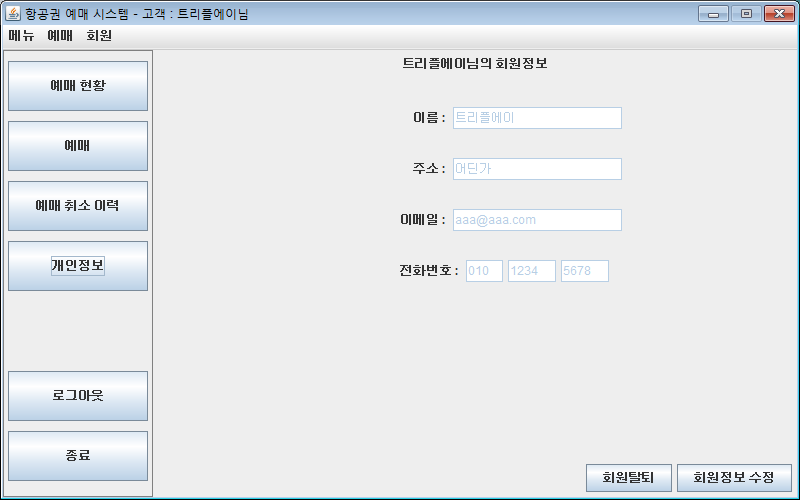 항공권 예매 시스템 - 고객 : 트리플에이님
메뉴 예매 회원
트리플에이님의 회원정보
예매 현황
예매
예매 취소 이력
개인정보
로그아웃
종료
이름 : 트리플에이
주소 : 어딘가
이메일 : aaa@aaa.com
전화번호 : 010 1234 5678
회원탈퇴 회원정보 수정